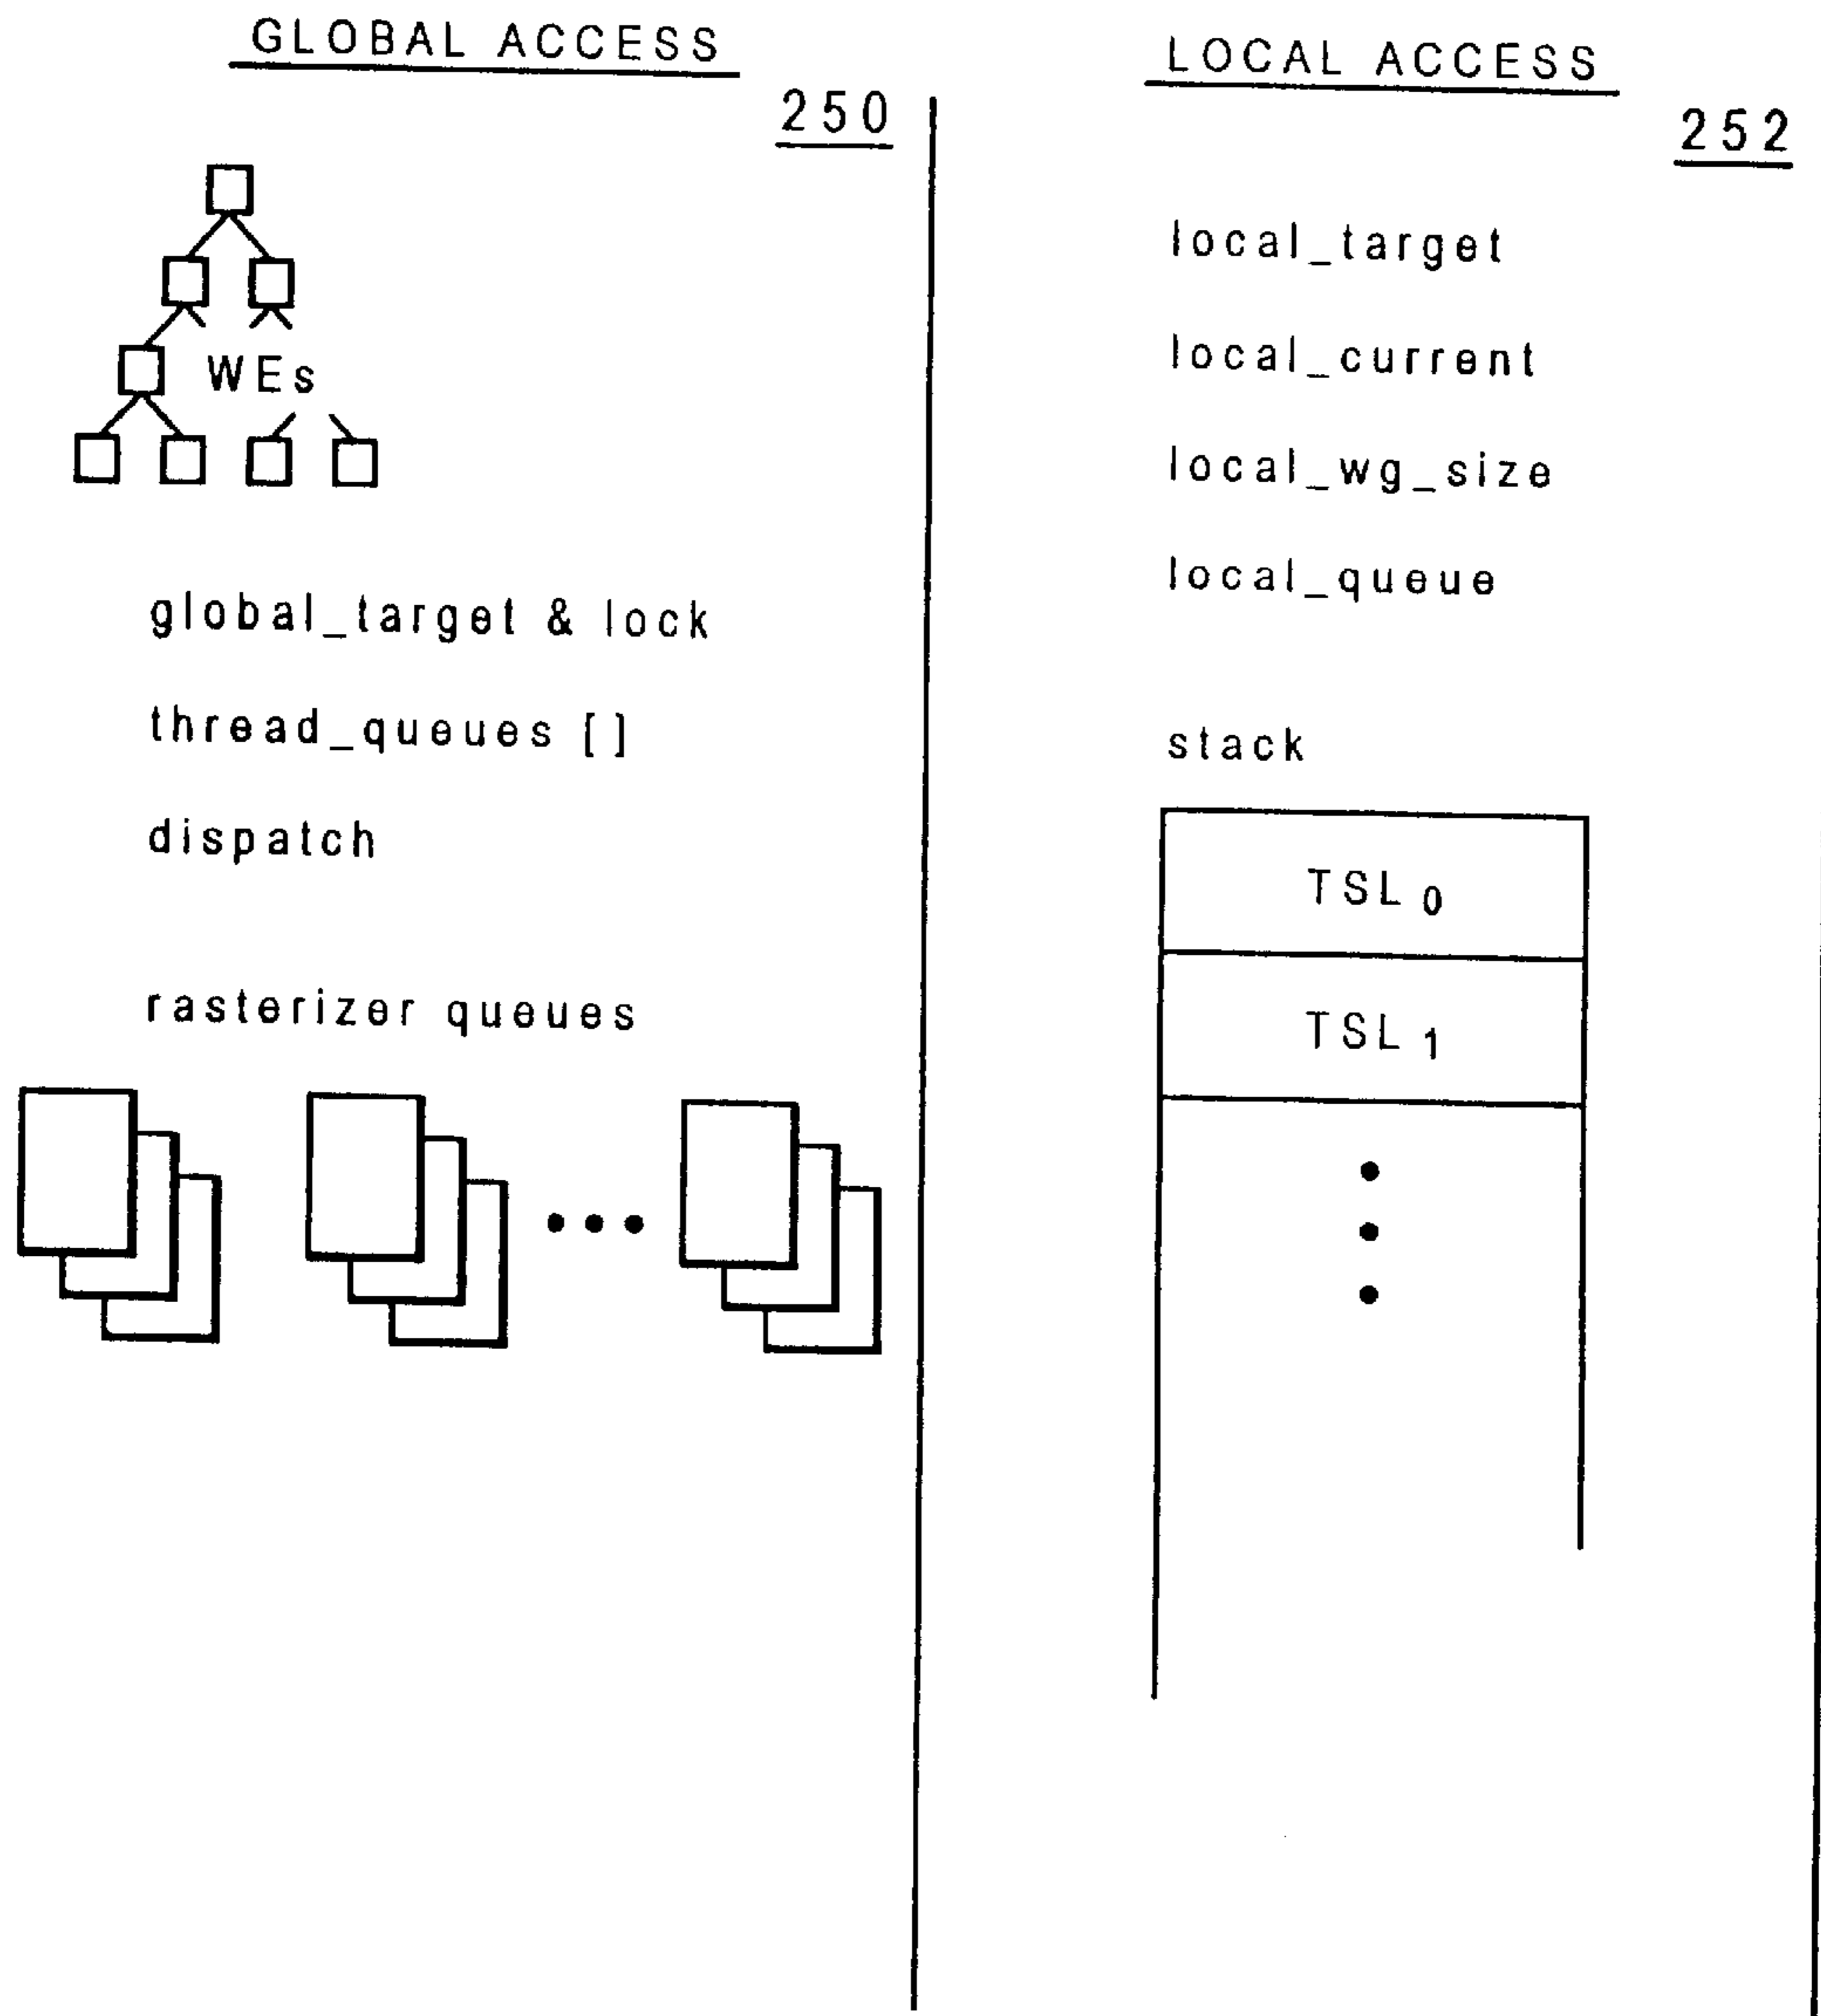 GLOBAL ACCESS
250
WEs
global_target & lock
thread_queues [ ]
dispatch
rasterizer queues
LOCAL ACCESS
252
local_target
local_current
local_wg_size
local_queue
stack
TSL 0
TSL 1